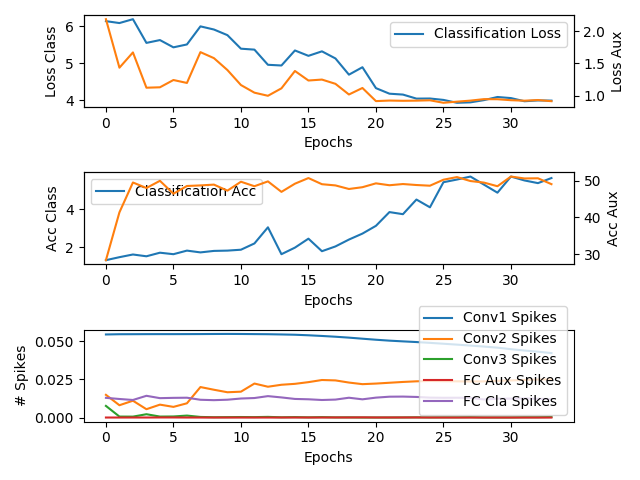 Classification Loss
Loss Class
Loss Aux
6
5
4
2.0
1.5
1.0
0 5 10 15 20 25 30
Epochs
Classification Acc
Acc Class
Acc Aux
4
2
50
40
30
0 5 10 15 20 25 30
Epochs
Conv1 Spikes
Conv2 Spikes
Conv3 Spikes
FC Aux Spikes
FC Cla Spikes
# Spikes
0.050
0.025
0.000
0 5 10 15 20 25 30
Epochs